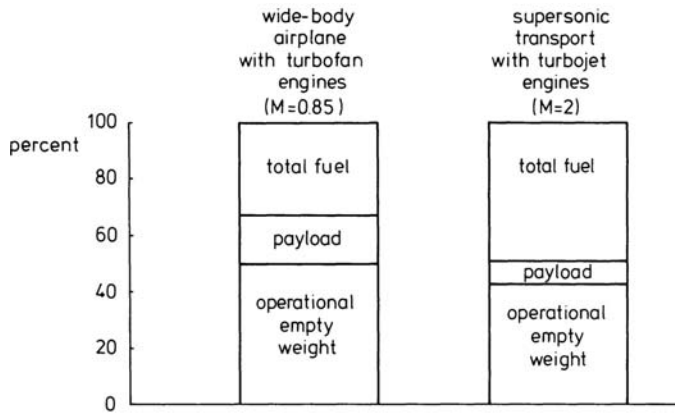 wide-body
airplane
with turbofan
engines
(M=0.85)
supersonic
transport
with turbojet
engines
(M=2)
percent
100
80
60
40
20
0
total fuel
payload
operational
empty
weight
total fuel
payload
operational
empty
weight